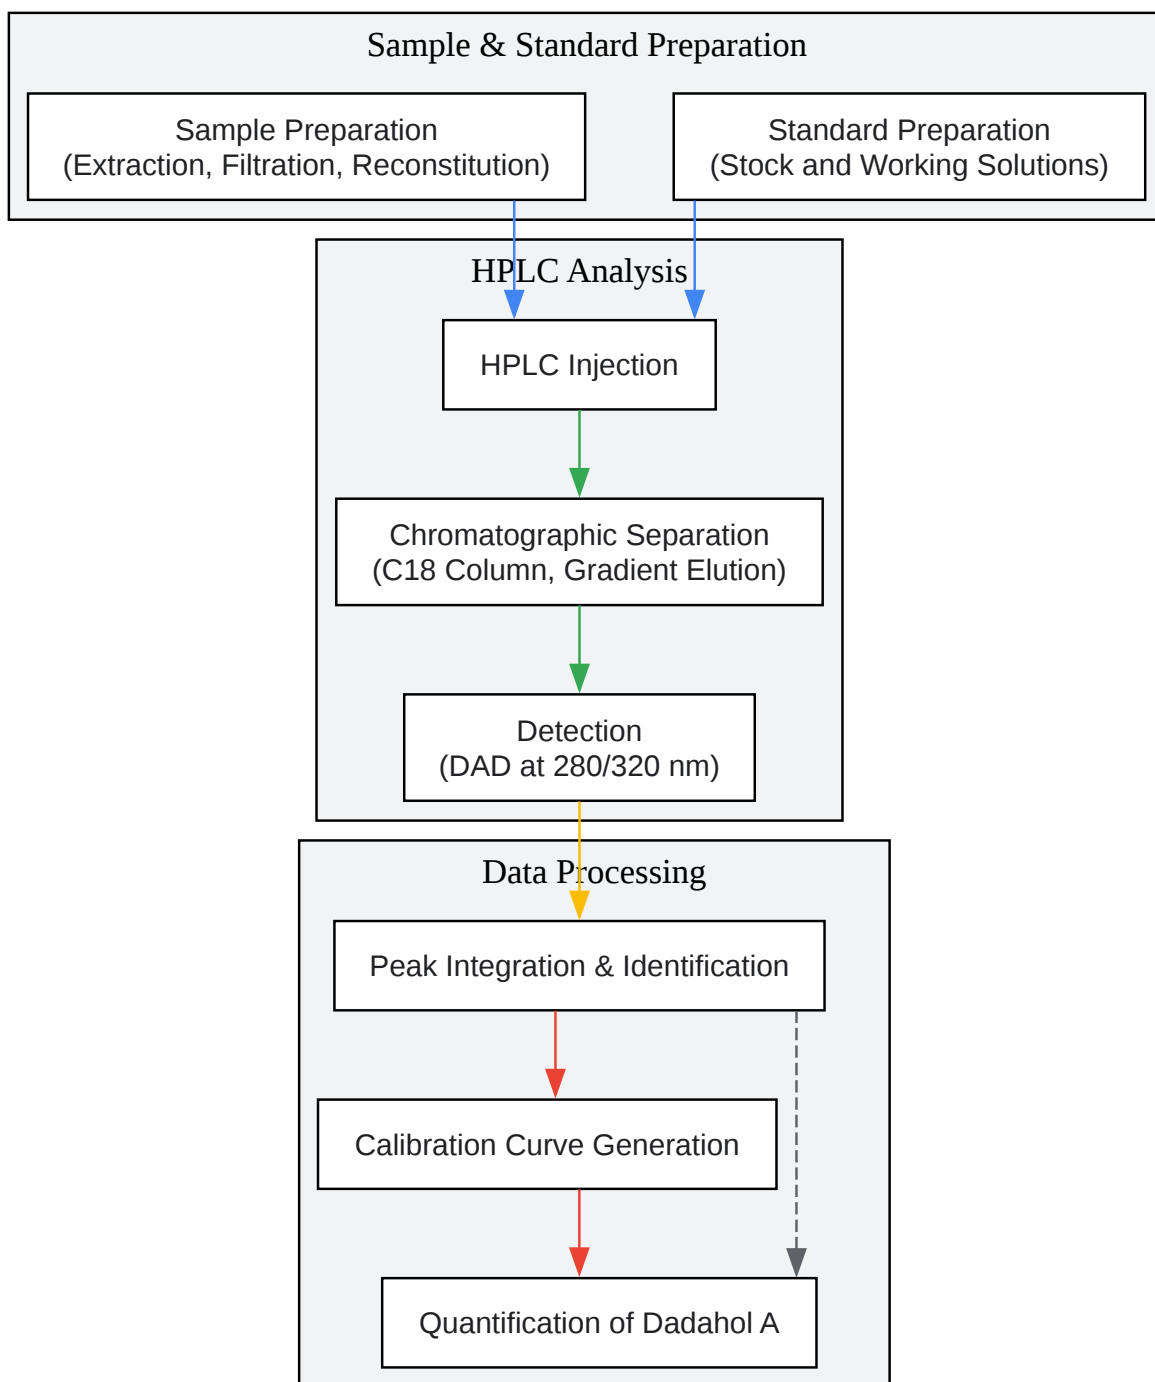 Sample & Standard Preparation
Sample Preparation
(Extraction, Filtration, Reconstitution)
Standard Preparation
(Stock and Working Solutions)
HPLC Analysis
HPLC Injection
Chromatographic Separation
(C18 Column, Gradient Elution)
Detection
(DAD at 280/320 nm)
Data Processing
Peak Integration & Identification
Calibration Curve Generation
Quantification of Dadahol A